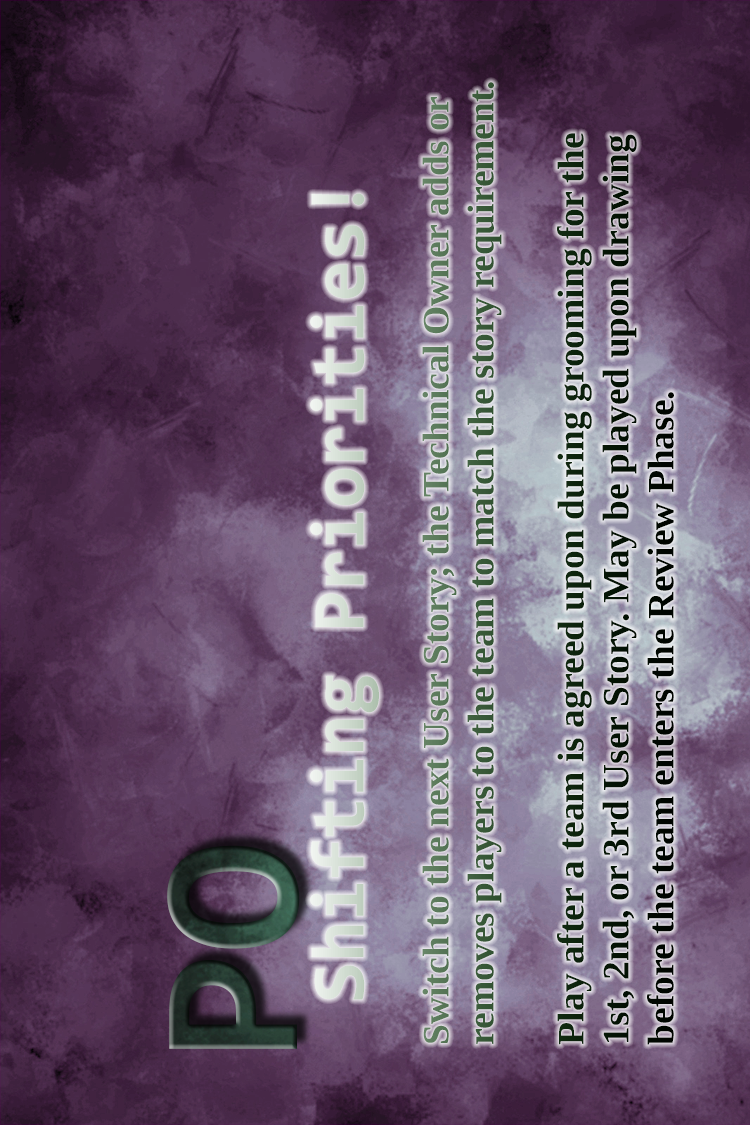 PO
Shifting Priorities!
Switch to the next User Story; the Technical Owner adds or
removes players to the team to match the story requirement.
Play after a team is agreed upon during grooming for the
1st, 2nd, or 3rd User Story. May be played upon drawing
before the team enters the Review Phase.